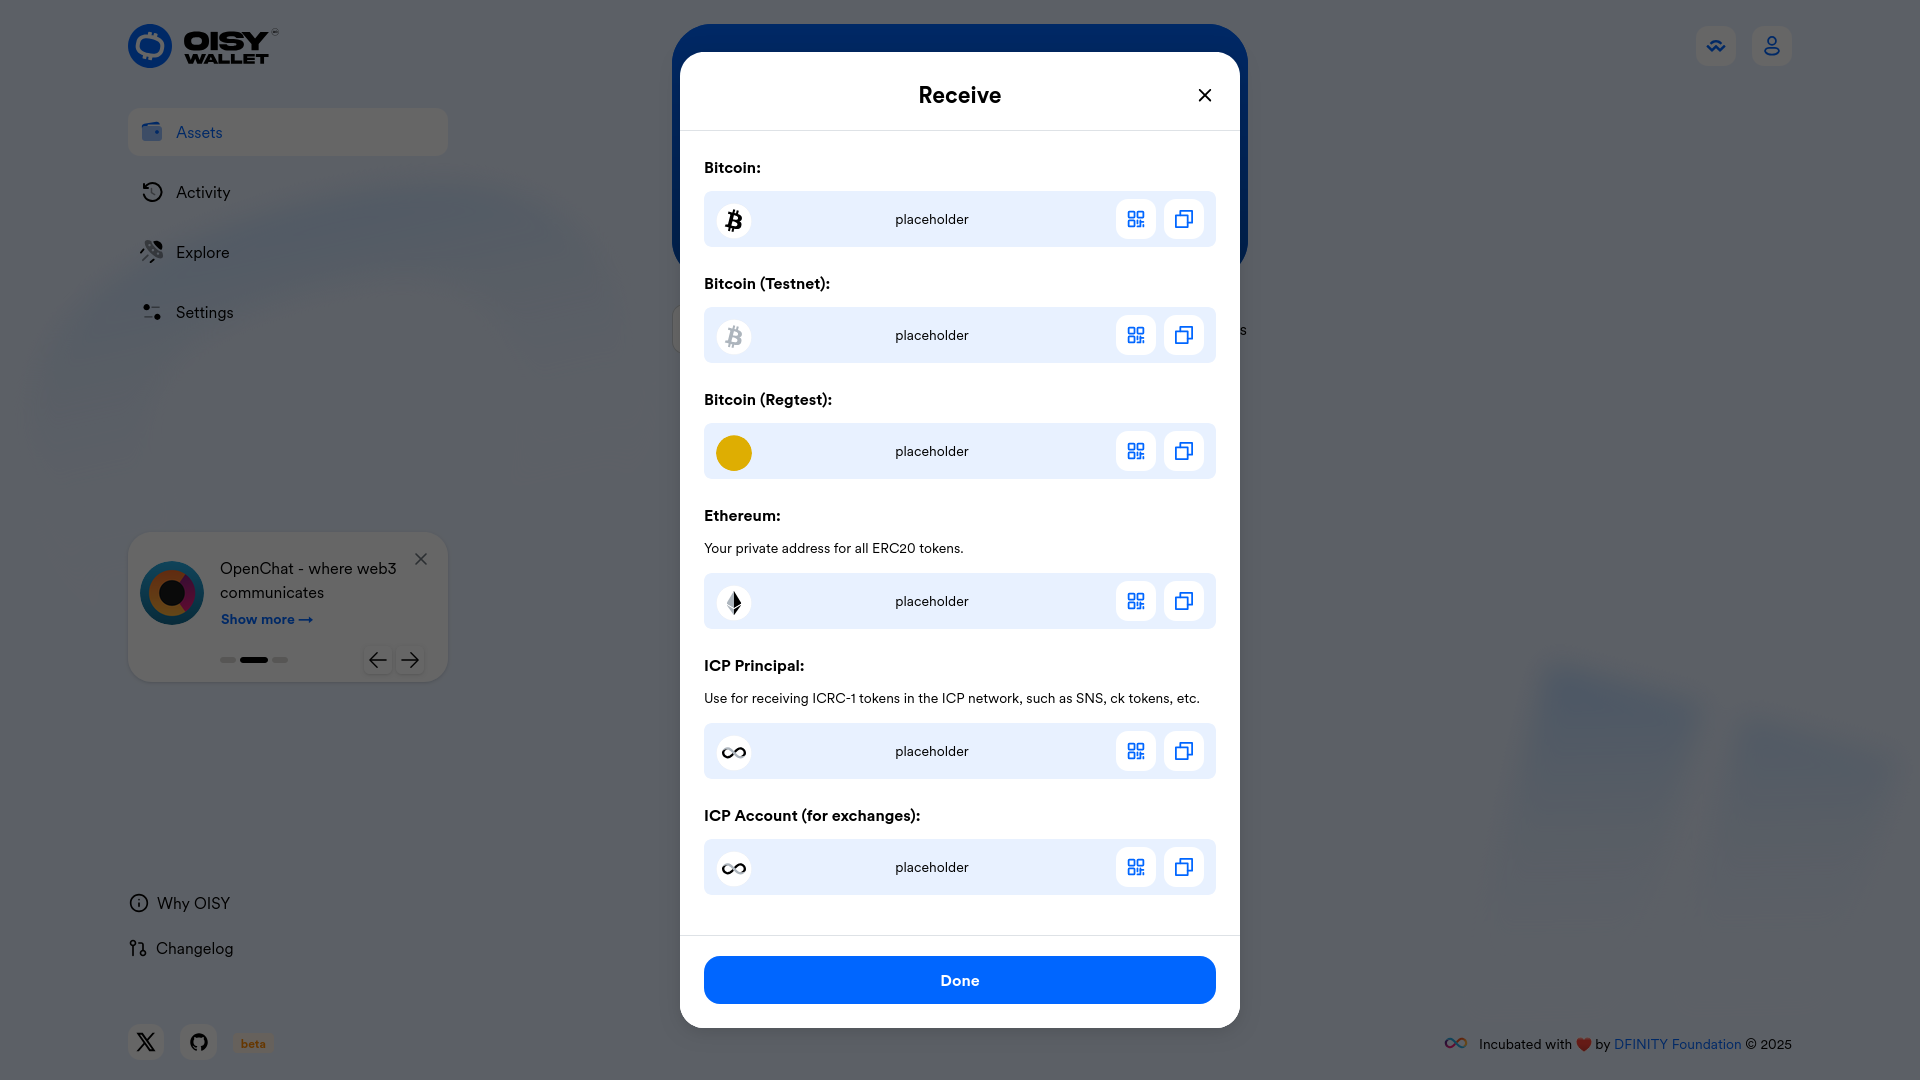 OISY
WALLET
Assets
Activity
Explore
Settings
OpenChat - where web3
communicates
Show more
Why OISY
Changelog
beta
Receive
Bitcoin:
placeholder
Bitcoin (Testnet):
placeholder
Bitcoin (Regtest):
placeholder
Ethereum:
Your private address for all ERC20 tokens.
placeholder
ICP Principal:
Use for receiving ICRC-1 tokens in the ICP network, such as SNS, ck tokens, etc.
placeholder
ICP Account (for exchanges):
placeholder
Done
Incubated with ❤️ by DFINITY Foundation © 2025